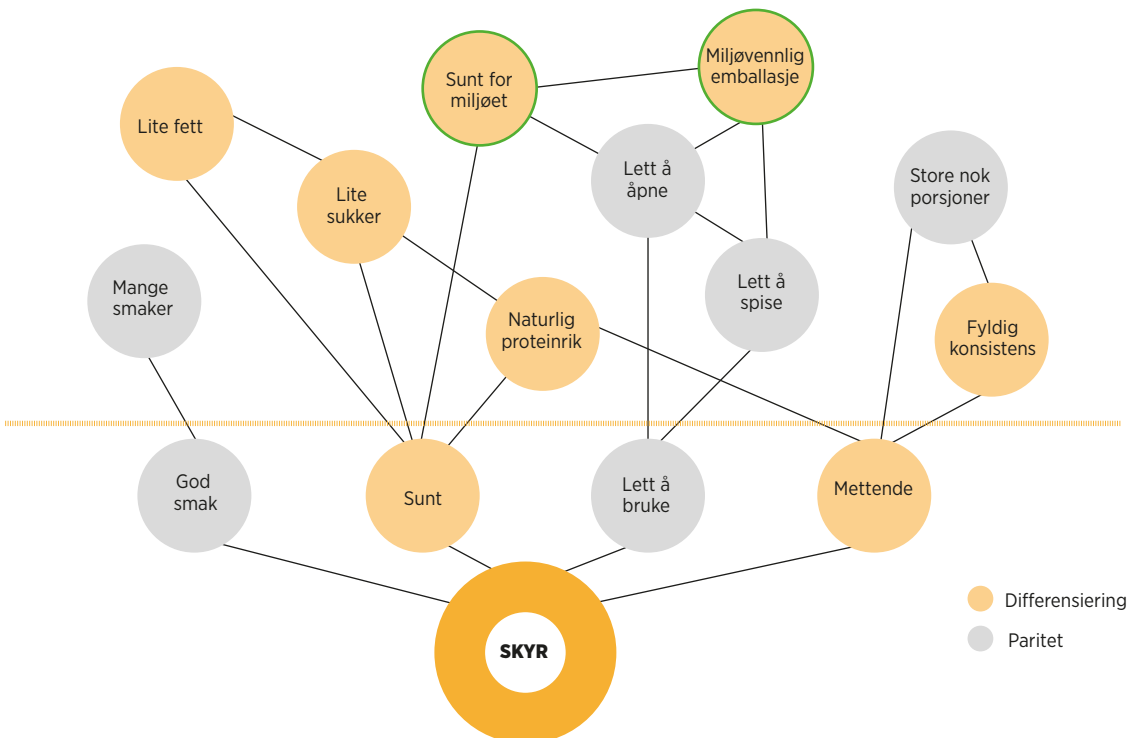 Sunt for
miljøet
Miljøvennlig
emballasje
Lite fett
Lett å
åpne
Store nok
porsjoner
Lite
sukker
Mange
smaker
Lett å
spise
Naturlig
proteinrik
Fyldig
konsistens
God
smak
Sunt
Lett å
bruke
Mettende
Differensiering
Paritet
SKYR